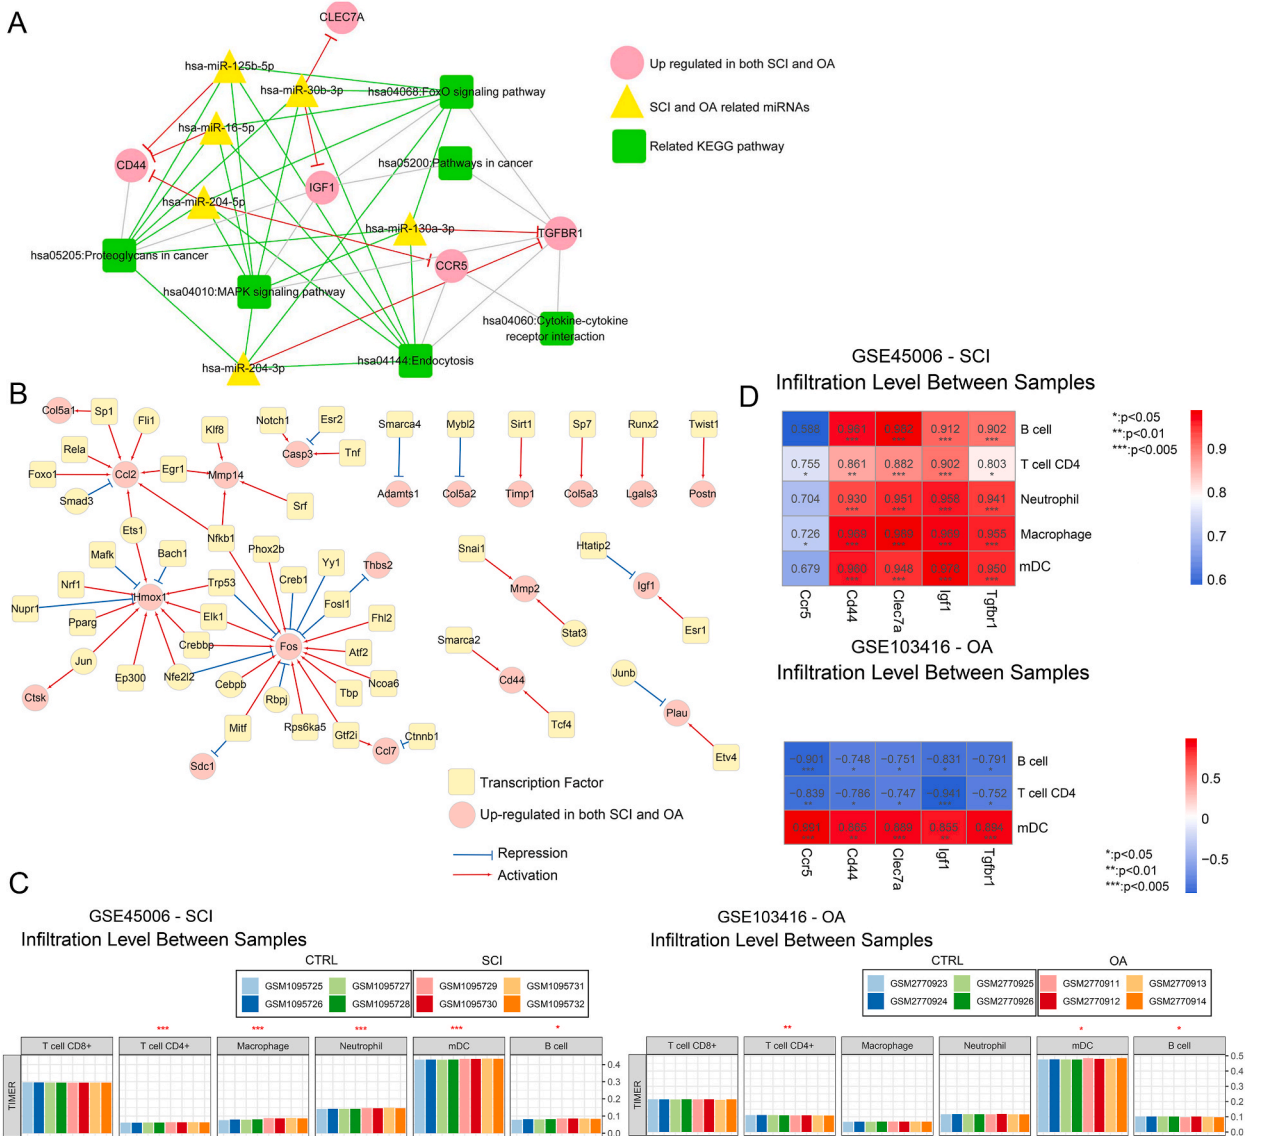 A
CLEC7A
hsa-miR-125b-5p
hsa-miR-30b-3p
hsa04068:FoxO signaling pathway
hsa-miR-16-5p
CD44
hsa05200:Pathways in cancer
IGF1
hsa-miR-204-5p
hsa-miR-130a-3p
TGFBR1
hsa05205:Proteoglycans in cancer
CCR5
hsa04010:MAPK signaling pathway
hsa04060:Cytokine-cytokine
receptor interaction
hsa-miR-204-3p
hsa04144:Endocytosis
Up regulated in both SCI and OA
SCI and OA related miRNAs
Related KEGG pathway
B
Col5a1
Sp1
Fli1
Klf8
Notch1
Esr2
Smarca4
Mybl2
Sirt1
Sp7
Runx2
Twist1
Rela
Casp3
Tnf
Foxo1
Ccl2
Egr1
Mmp14
Smad3
Srf
Adamts1
Col5a2
Timp1
Col5a3
Lgals3
Postn
Ets1
Nfkb1
Mafk
Bach1
Phox2b
Yy1
Thbs2
Snai1
Htatip2
Nrf1
Trp53
Creb1
Nupr1
Hmox1
Fosl1
Mmp2
Igf1
Pparg
Elk1
Fhl2
Stat3
Esr1
Crebbp
Fos
Atf2
Smarca2
Jun
Ep300
Nfe2l2
Cebpb
Rbpj
Tbp
Ncoa6
Cd44
Junb
Ctsk
Mitf
Rps6ka5
Gtf2i
Ccl7
Ctnnb1
Tcf4
Plau
Sdc1
Etv4
Transcription Factor
Up-regulated in both SCI and OA
Repression
Activation
D
GSE45006 - SCI
Infiltration Level Between Samples
0.912 0.902 B cell
*** ***
0.755 0.861 0.882 0.902 0.803 T cell CD4
* ** *** *** *
0.704 0.930 0.951 0.958 0.941 Neutrophil
*** *** *** ***
0.726 0.955 Macrophage
* ***
0.679 0.948 0.950 mDC
*** ***
Ccr5 Cd44 Clec7a Igf1 Tgfbr1
*:p<0.05
**:p<0.01
***:p<0.005
0.9
0.8
0.7
0.6
GSE103416 - OA
Infiltration Level Between Samples
−0.901 −0.748 −0.751 −0.831 −0.791 B cell
*** * * * *
−0.839 −0.786 −0.747 −0.941 −0.752 T cell CD4
** * * *** *
mDC
Ccr5 Cd44 Clec7a Igf1 Tgfbr1
0.5
0
−0.5
*:p<0.05
**:p<0.01
***:p<0.005
C
GSE45006 - SCI
Infiltration Level Between Samples
CTRL SCI
GSM1095725 GSM1095727 GSM1095729 GSM1095731
GSM1095726 GSM1095728 GSM1095730 GSM1095732
*** *** *** *** *
T cell CD8+ T cell CD4+ Macrophage Neutrophil mDC B cell
TIMER
0.4
0.3
0.2
0.1
0.0
GSE103416 - OA
Infiltration Level Between Samples
CTRL OA
GSM2770923 GSM2770925 GSM2770911 GSM2770913
GSM2770924 GSM2770926 GSM2770912 GSM2770914
** * *
T cell CD8+ T cell CD4+ Macrophage Neutrophil mDC B cell
TIMER
0.5
0.4
0.3
0.2
0.1
0.0